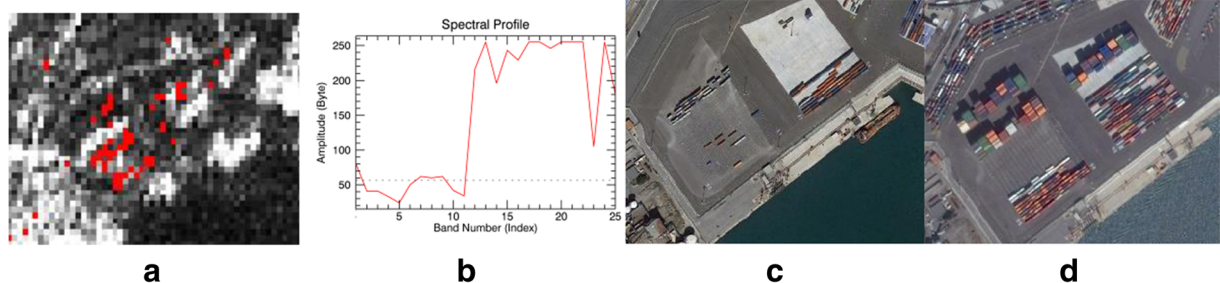 Spectral Profile
250
200
150
100
50
Amplitude (Byte)
5 10 15 20 25
Band Number (Index)
a b c d